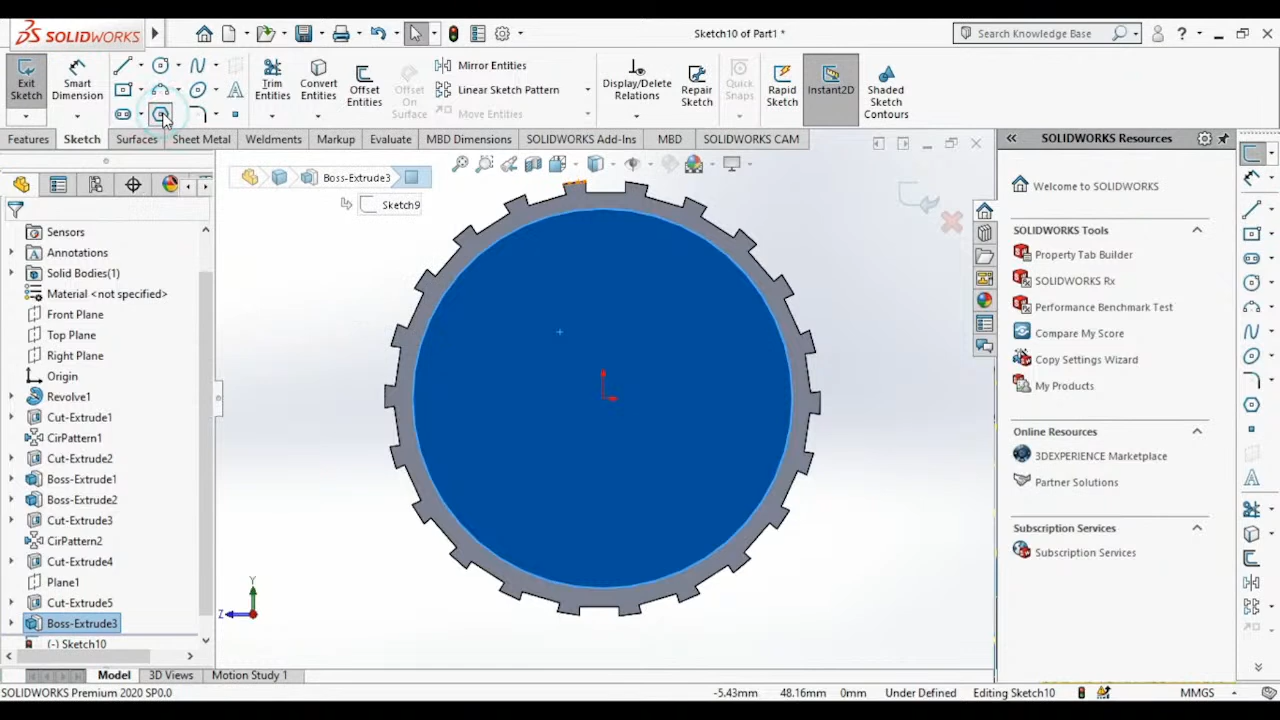 SOLIDWORKS
Sketch10 of Part1 *
Search Knowledge Base
?
Exit Sketch
Smart Dimension
Trim Entities
Convert Entities
Offset Entities
Offset On Surface
Mirror Entities
Linear Sketch Pattern
Move Entities
Display/Delete Relations
Repair Sketch
Quick Snaps
Rapid Sketch
Instant2D
Shaded Sketch Contours
Features
Sketch
Surfaces
Sheet Metal
Weldments
Markup
Evaluate
MBD Dimensions
SOLIDWORKS Add-Ins
MBD
SOLIDWORKS CAM
Boss-Extrude3
Sketch9
Sensors
Annotations
Solid Bodies(1)
Material <not specified>
Front Plane
Top Plane
Right Plane
Origin
Revolve1
Cut-Extrude1
CirPattern1
Cut-Extrude2
Boss-Extrude1
Boss-Extrude2
Cut-Extrude3
CirPattern2
Cut-Extrude4
Plane1
Cut-Extrude5
Boss-Extrude3
(-) Sketch10
Y
Z
SOLIDWORKS Resources
Welcome to SOLIDWORKS
SOLIDWORKS Tools
Property Tab Builder
SOLIDWORKS Rx
Performance Benchmark Test
Compare My Score
Copy Settings Wizard
My Products
Online Resources
3DEXPERIENCE Marketplace
Partner Solutions
Subscription Services
Subscription Services
Model
3D Views
Motion Study 1
SOLIDWORKS Premium 2020 SP0.0
-5.43mm
48.16mm
0mm
Under Defined
Editing Sketch10
MMGS